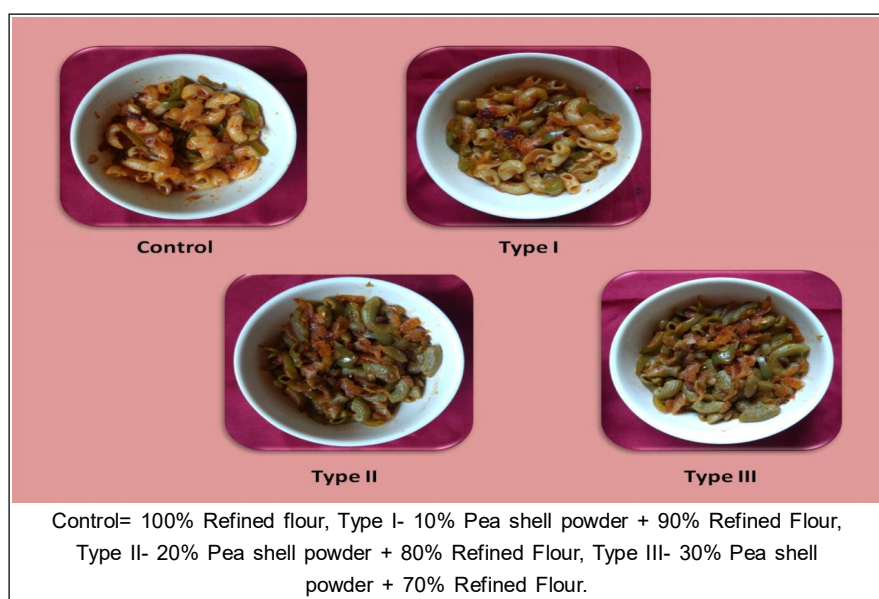 Control
Type I
Type II
Type III
Control= 100% Refined flour, Type I- 10% Pea shell powder + 90% Refined Flour,
Type II- 20% Pea shell powder + 80% Refined Flour, Type III- 30% Pea shell
powder + 70% Refined Flour.